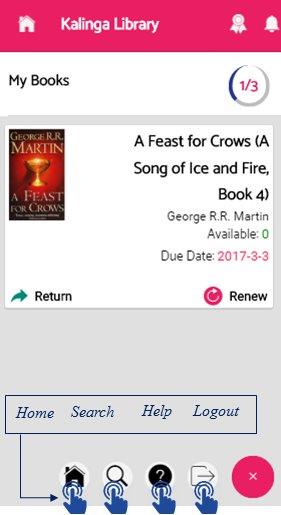 Kalinga Library
My Books
1/3
GEORGE R.R.
MARTIN
A FEAST
FOR CROWS
A Feast for Crows (A
Song of Ice and Fire,
Book 4)
George R.R. Martin
Available: 0
Due Date: 2017-3-3
Return Renew
Home Search Help Logout
?
×